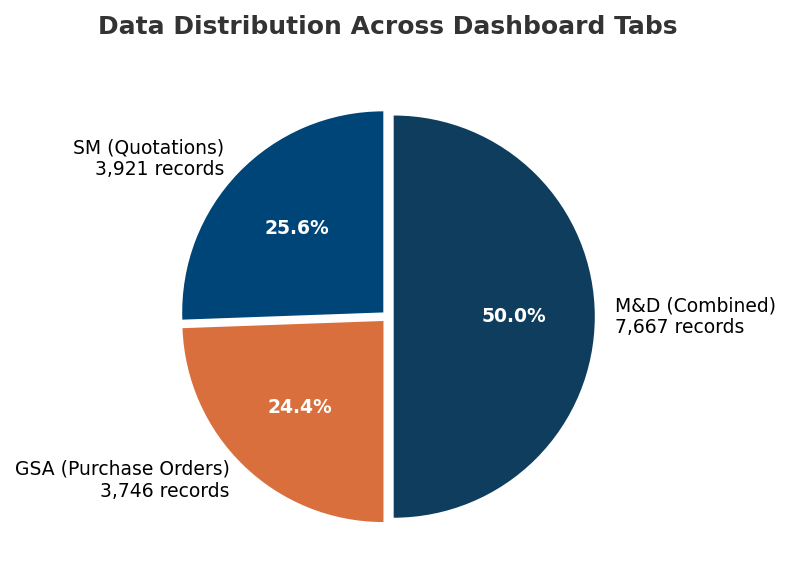 Data Distribution Across Dashboard Tabs
SM (Quotations)
3,921 records
25.6%
50.0%
M&D (Combined)
7,667 records
24.4%
GSA (Purchase Orders)
3,746 records